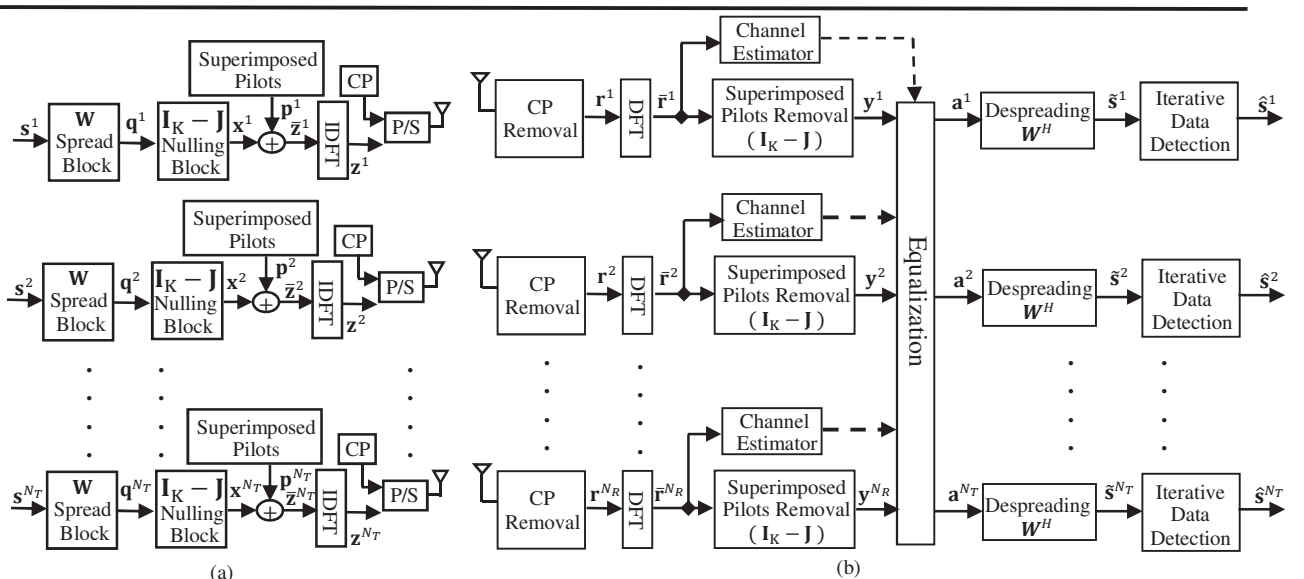 Superimposed
Pilots
CP
s¹
W
Spread
Block
q¹
I_K − J
Nulling
Block
x¹
p¹
+
z̄¹
IDFT
z¹
P/S
Superimposed
Pilots
CP
s²
W
Spread
Block
q²
I_K − J
Nulling
Block
x²
p²
+
z̄²
IDFT
z²
P/S
Superimposed
Pilots
CP
s^{N_T}
W
Spread
Block
q^{N_T}
I_K − J
Nulling
Block
x^{N_T}
p^{N_T}
+
z̄^{N_T}
IDFT
z^{N_T}
P/S
(a)
Channel
Estimator
CP
Removal
r¹
DFT
r̄¹
Superimposed
Pilots Removal
( I_K − J )
y¹
a¹
Despreading
W^H
s̃¹
Iterative
Data
Detection
ŝ¹
Channel
Estimator
CP
Removal
r²
DFT
r̄²
Superimposed
Pilots Removal
( I_K − J )
y²
Equalization
a²
Despreading
W^H
s̃²
Iterative
Data
Detection
ŝ²
Channel
Estimator
CP
Removal
r^{N_R}
DFT
r̄^{N_R}
Superimposed
Pilots Removal
( I_K − J )
y^{N_R}
a^{N_T}
Despreading
W^H
s̃^{N_T}
Iterative
Data
Detection
ŝ^{N_T}
(b)